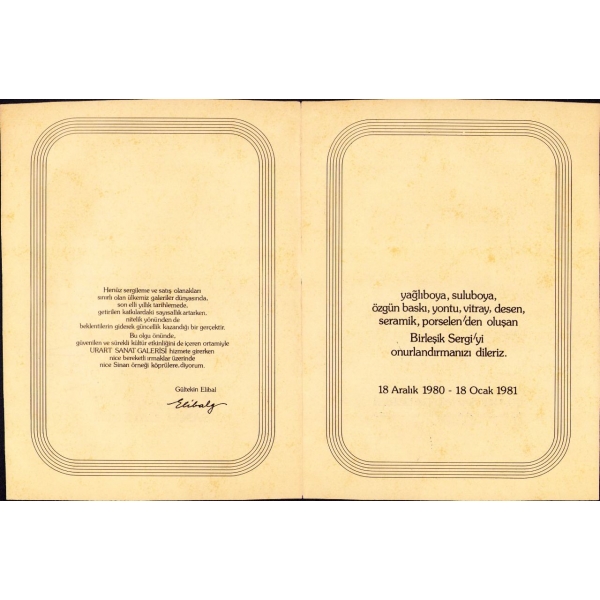 Henüz sergileme ve satış olanakları
sınırlı olan ülkemiz galeriler dünyasında,
son elli yıllık tarihlemede,
getirilen katkılardaki sayısallık artarken,
nitelik yönünden de
beklentilerin giderek güncellik kazandığı bir gerçektir.
Bu olgu önünde,
güvenilen ve sürekli kültür etkinliğini de içeren ortamiyle
URART SANAT GALERİSİ hizmete girerken
nice bereketli ırmaklar üzerinde
nice Sinan örneği köprülere, diyorum.
Gültekin Elibal
Elibalg
yağlıboya, suluboya,
özgün baskı, yontu, vitray, desen,
seramik, porselen'den oluşan
Birleşik Sergi'yi
onurlandırmanızı dileriz.
18 Aralık 1980 - 18 Ocak 1981